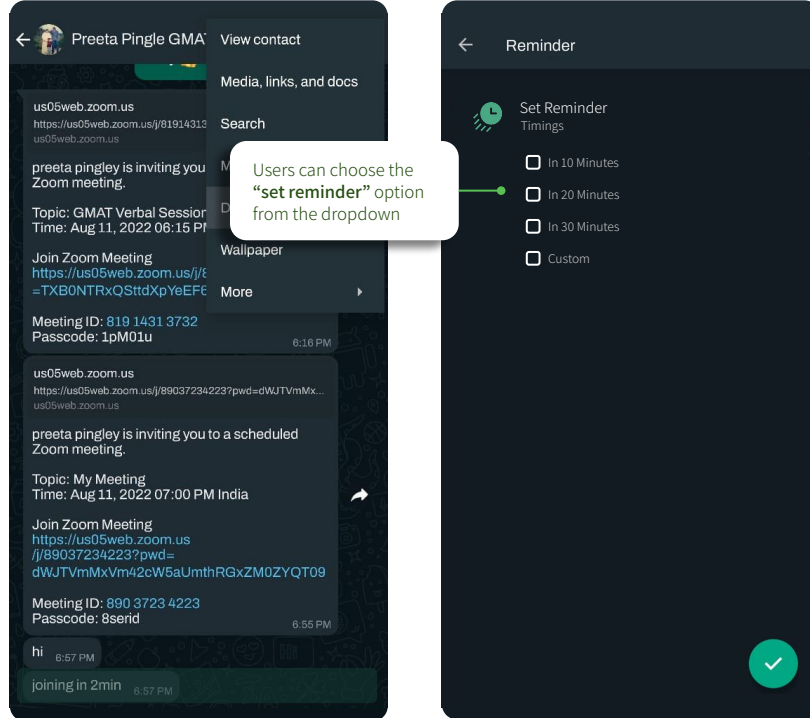 Preeta Pingle GMA
View contact
Media, links, and docs
Search
M
D
Wallpaper
More
us05web.zoom.us
https://us05web.zoom.us/j/81914313
us05web.zoom.us
preeta pingley is inviting you
Zoom meeting.
Topic: GMAT Verbal Session
Time: Aug 11, 2022 06:15 PM
Join Zoom Meeting
https://us05web.zoom.us/j/8
=TXB0NTRxQSttdXpYeEF6
Meeting ID: 819 1431 3732
Passcode: 1pM01u
6:16 PM
us05web.zoom.us
https://us05web.zoom.us/j/89037234223?pwd=dWJTVmMx...
us05web.zoom.us
preeta pingley is inviting you to a scheduled
Zoom meeting.
Topic: My Meeting
Time: Aug 11, 2022 07:00 PM India
Join Zoom Meeting
https://us05web.zoom.us
/j/89037234223?pwd=
dWJTVmMxVm42cW5aUmthRGxZM0ZYQT09
Meeting ID: 890 3723 4223
Passcode: 8serid
6:55 PM
hi 6:57 PM
joining in 2min 6:57 PM
Users can choose the
“set reminder” option
from the dropdown
Reminder
Set Reminder
Timings
In 10 Minutes
In 20 Minutes
In 30 Minutes
Custom